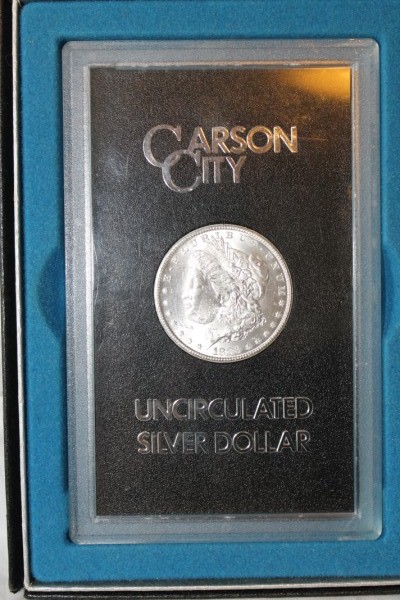 CARSON
CITY
UNCIRCULATED
SILVER DOLLAR